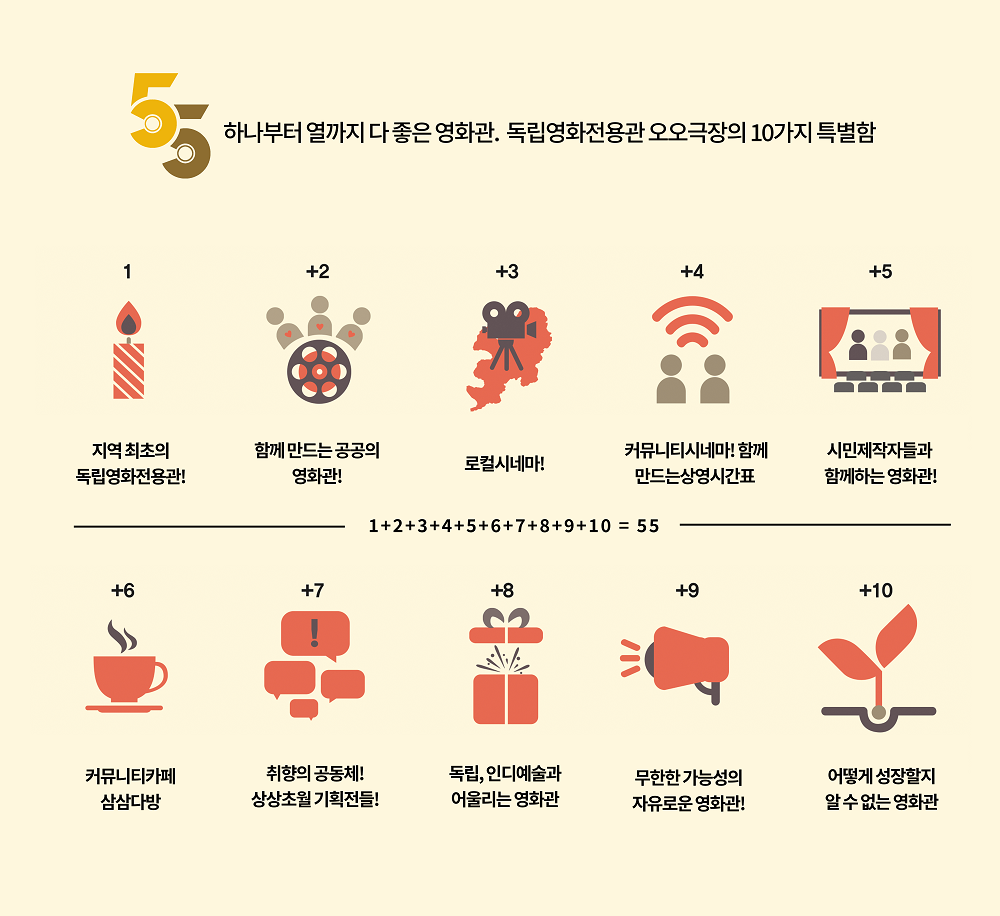 55 하나부터 열까지 다 좋은 영화관. 독립영화전용관 오오극장의 10가지 특별함
1
+2
+3
+4
+5
지역 최초의
독립영화전용관!
함께 만드는 공공의
영화관!
로컬시네마!
커뮤니티시네마! 함께
만드는상영시간표
시민제작자들과
함께하는 영화관!
1+2+3+4+5+6+7+8+9+10 = 55
+6
+7
+8
+9
+10
!
커뮤니티카페
삼삼다방
취향의 공동체!
상상초월 기획전들!
독립, 인디예술과
어울리는 영화관
무한한 가능성의
자유로운 영화관!
어떻게 성장할지
알 수 없는 영화관